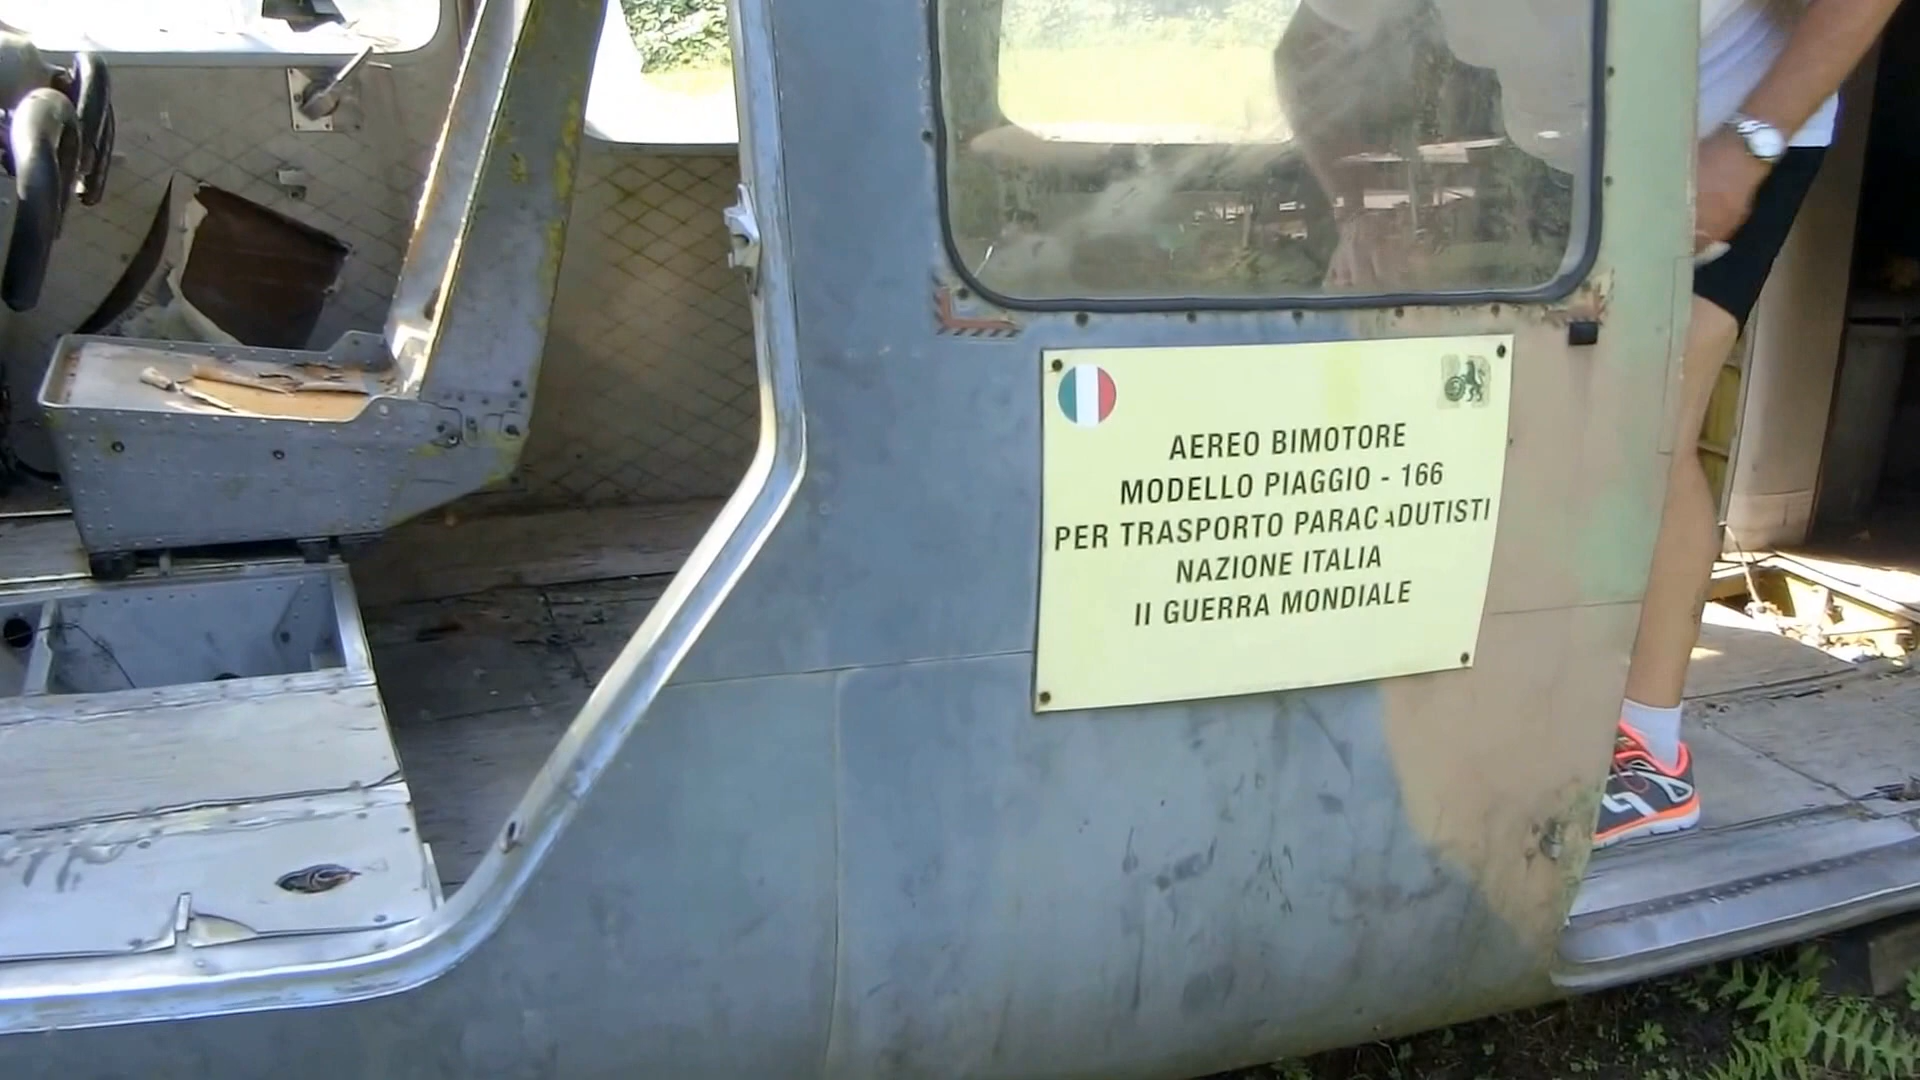 AEREO BIMOTORE
MODELLO PIAGGIO - 166
PER TRASPORTO PARACADUTISTI
NAZIONE ITALIA
II GUERRA MONDIALE